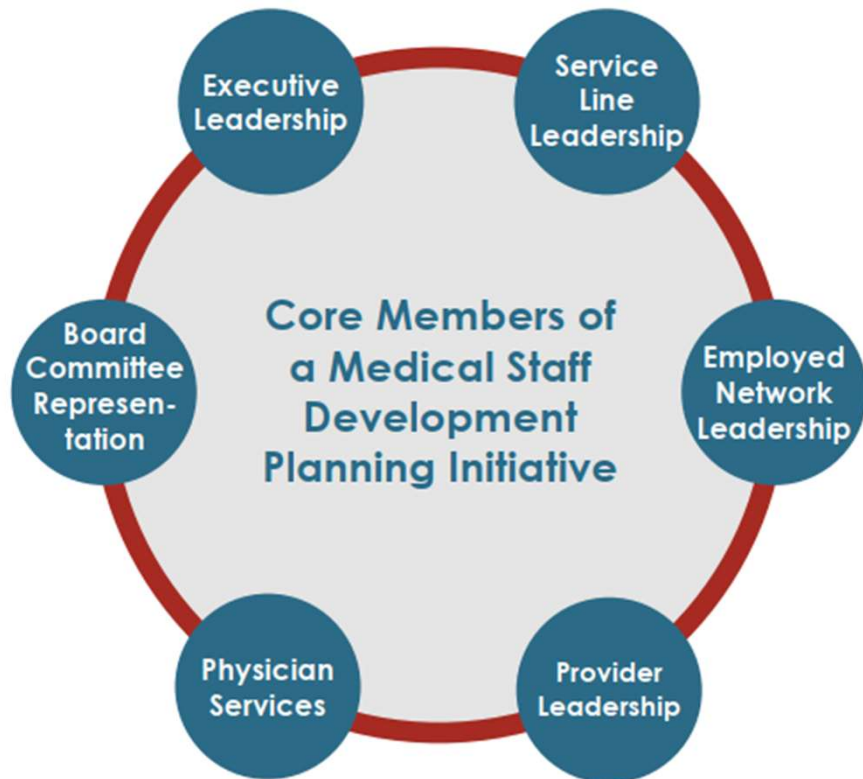 Executive
Leadership
Service
Line
Leadership
Board
Committee
Represen-
tation
Core Members of
a Medical Staff
Development
Planning Initiative
Employed
Network
Leadership
Physician
Services
Provider
Leadership